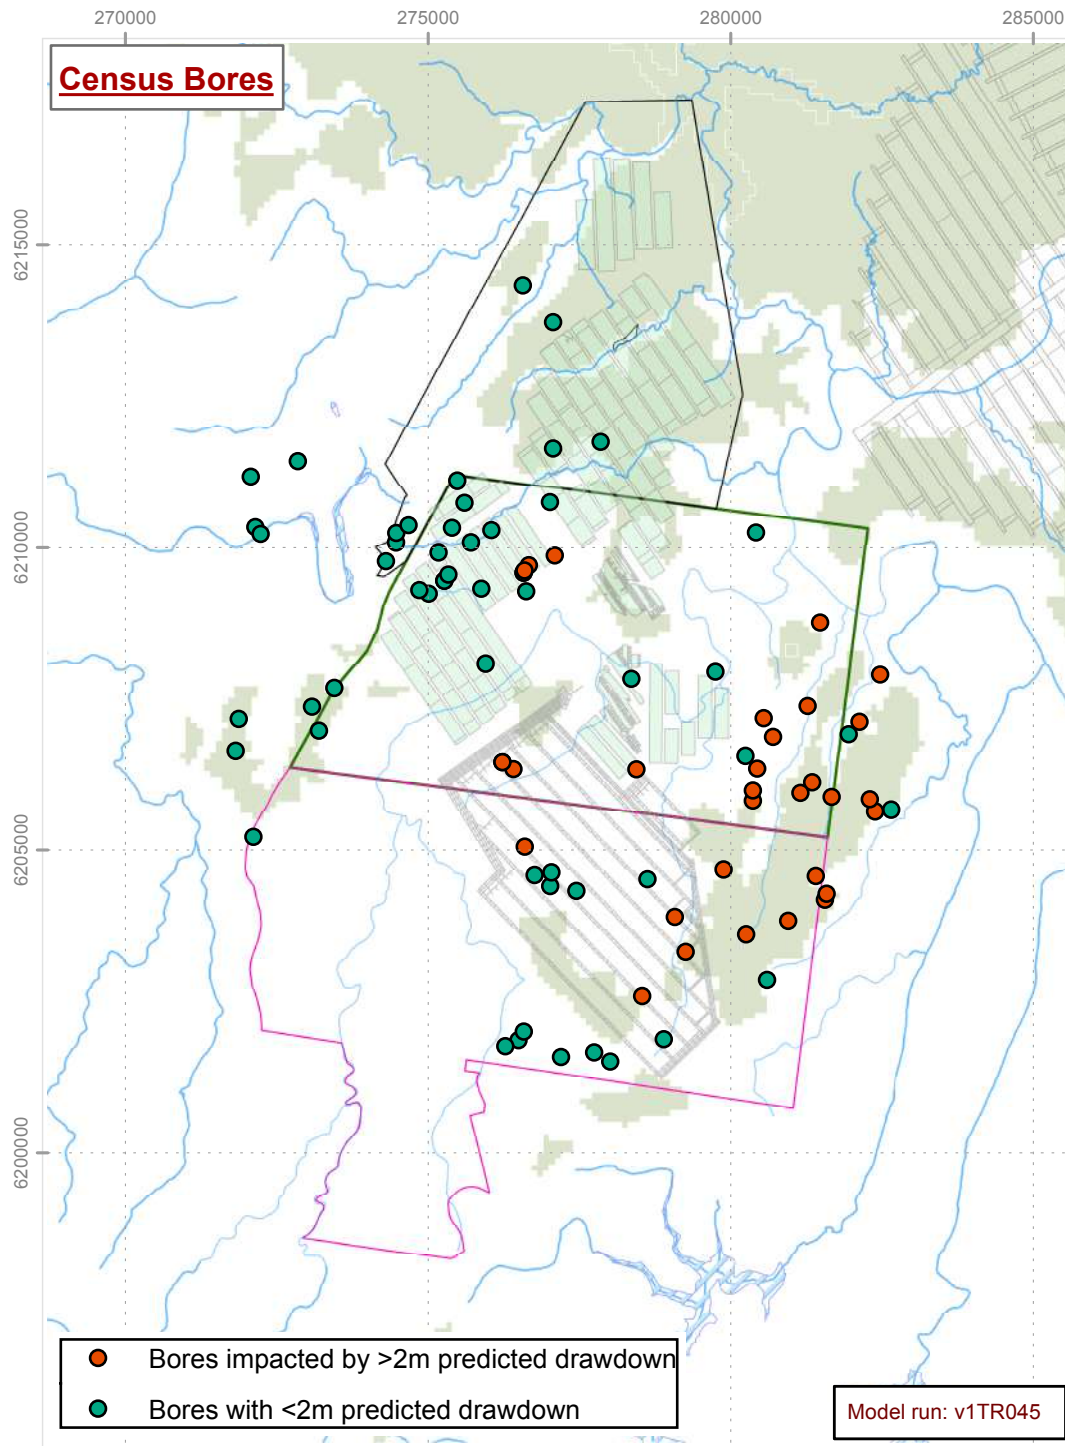 270000 275000 280000 285000
Census Bores
6215000
6210000
6205000
6200000
Bores impacted by >2m predicted drawdown
Bores with <2m predicted drawdown
Model run: v1TR045